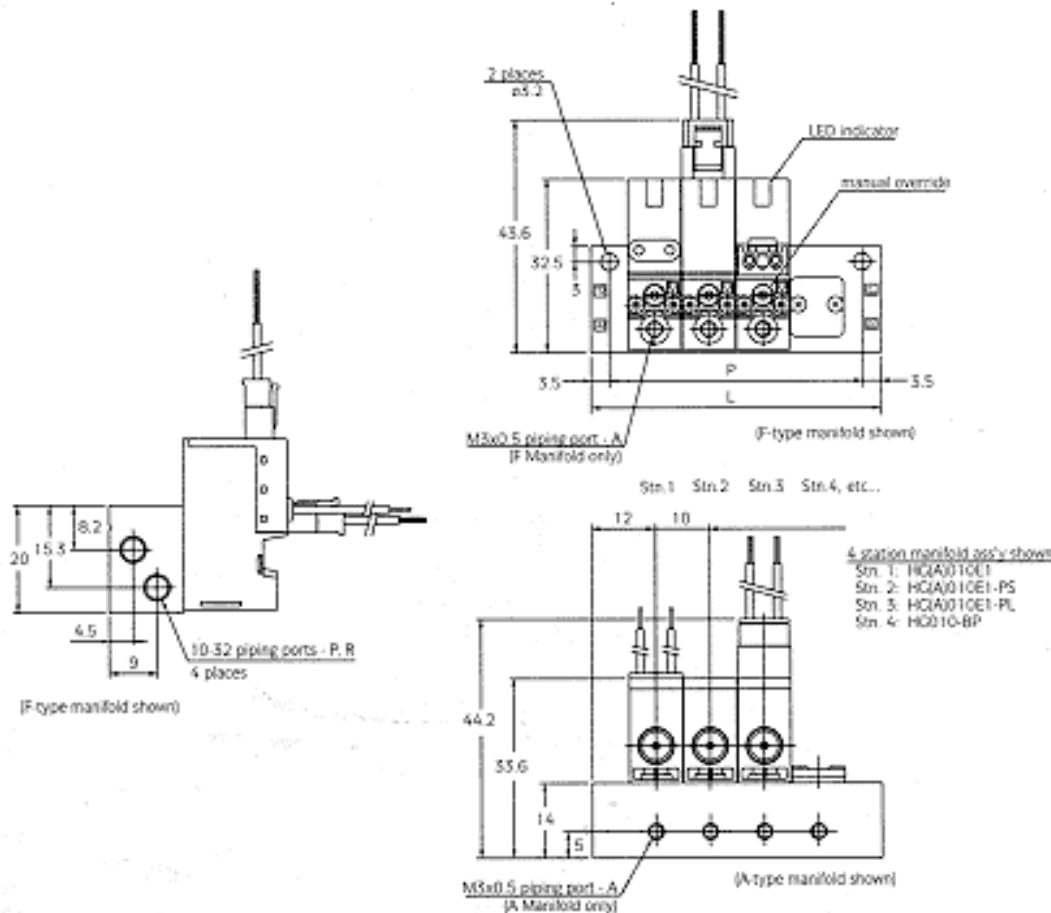 2 places
ø3.2
LED indicator
manual override
43.6
32.5
3
3.5
P
3.5
L
M3x0.5 piping port - A
(F Manifold only)
(F-type manifold shown)
Stn.1 Stn.2 Stn.3 Stn.4, etc...
12
10
8.2
15.3
20
4.5
9
10-32 piping ports - P. R
4 places
(F-type manifold shown)
4 station manifold ass'y shown
Stn. 1: HG(A)010E1
Stn. 2: HG(A)010E1-PS
Stn. 3: HG(A)010E1-PL
Stn. 4: HG010-BP
44.2
33.6
14
5
M3x0.5 piping port - A
(A Manifold only)
(A-type manifold shown)